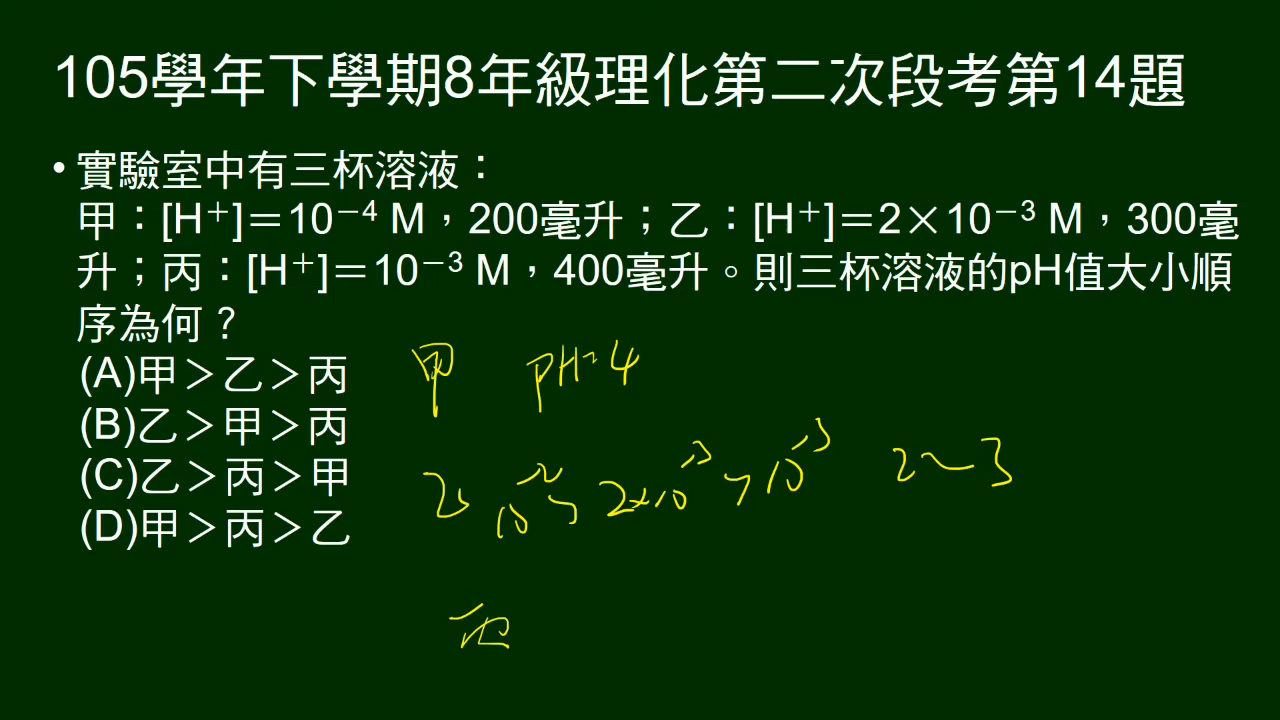 105學年下學期8年級理化第二次段考第14題
• 實驗室中有三杯溶液：
甲：[H⁺]＝10⁻⁴ M，200毫升；乙：[H⁺]＝2×10⁻³ M，300毫
升；丙：[H⁺]＝10⁻³ M，400毫升。則三杯溶液的pH值大小順
序為何？
(A)甲＞乙＞丙
(B)乙＞甲＞丙
(C)乙＞丙＞甲
(D)甲＞丙＞乙
甲 pH=4
乙 10⁻²>2×10⁻³>10⁻³ 2~3
丙